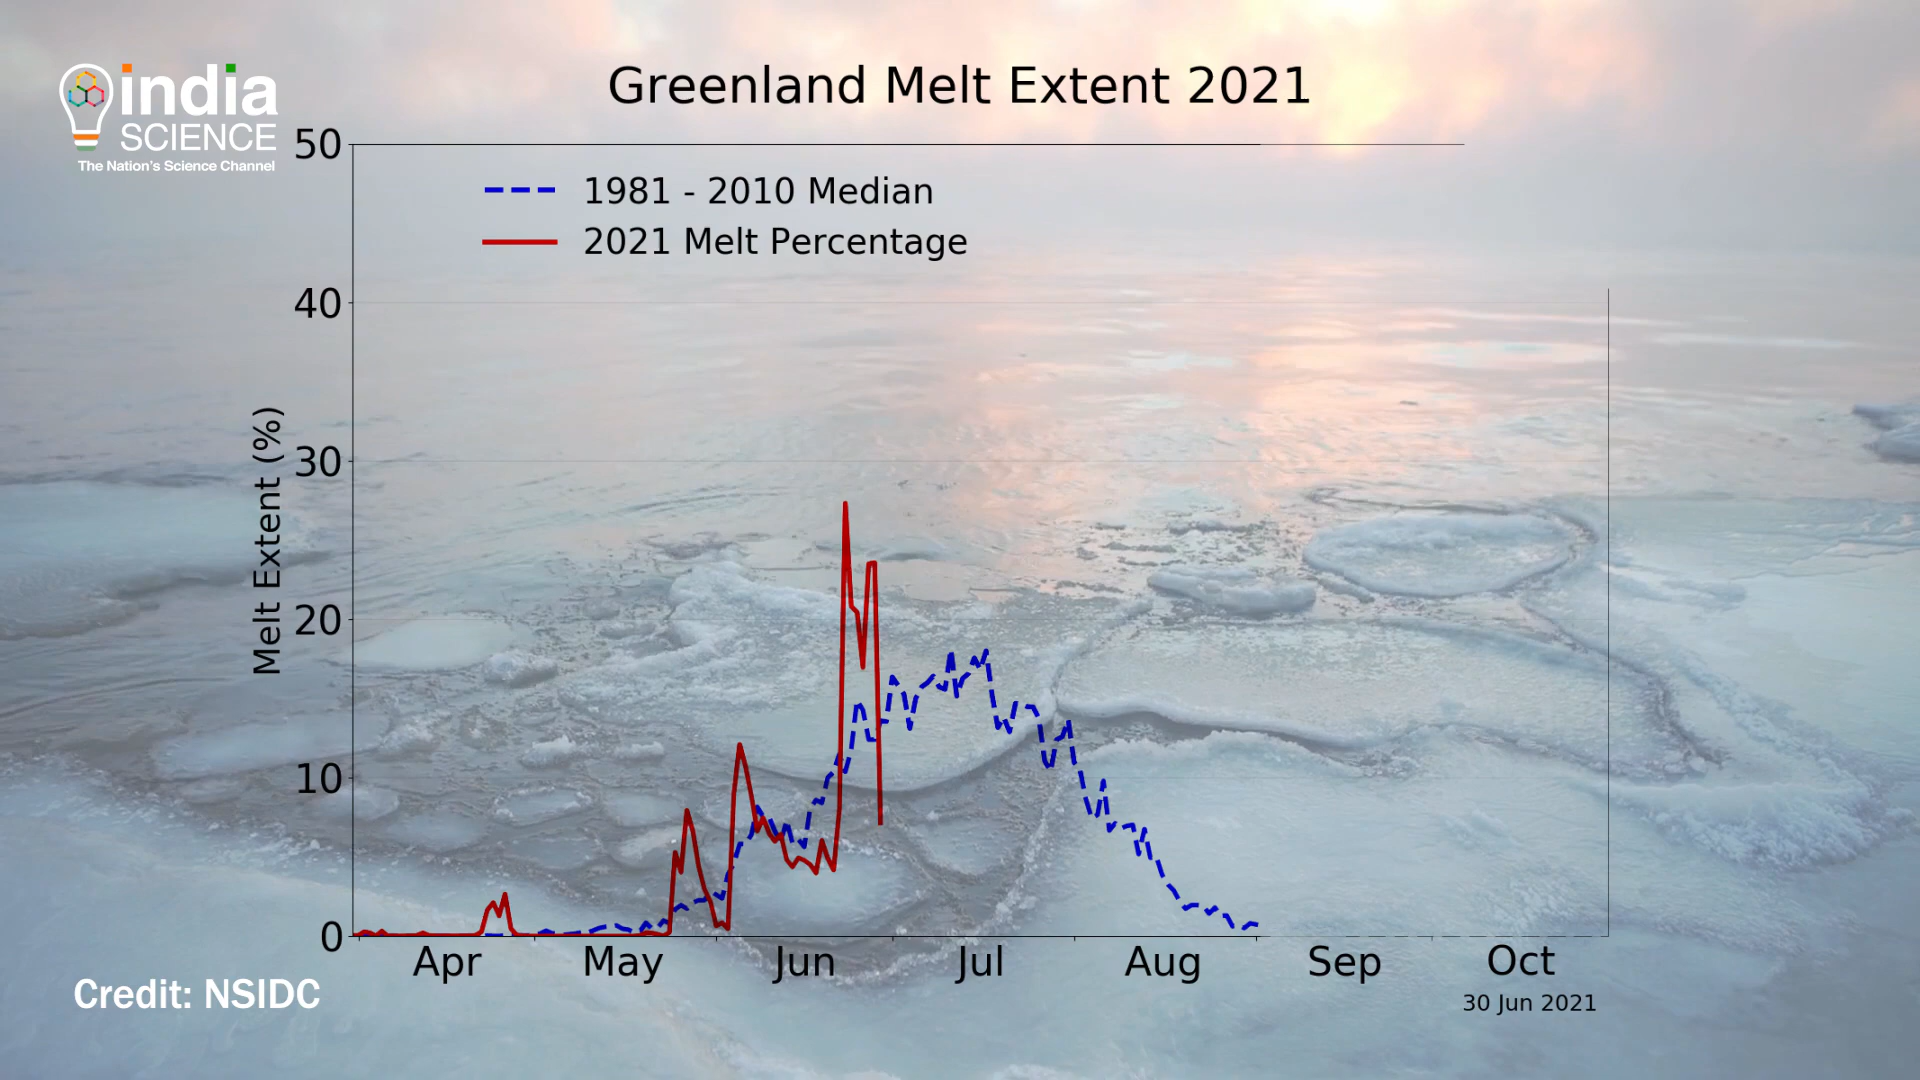 india
SCIENCE
The Nation's Science Channel
Greenland Melt Extent 2021
1981 - 2010 Median
2021 Melt Percentage
Melt Extent (%)
50
40
30
20
10
0
Apr May Jun Jul Aug Sep Oct
30 Jun 2021
Credit: NSIDC